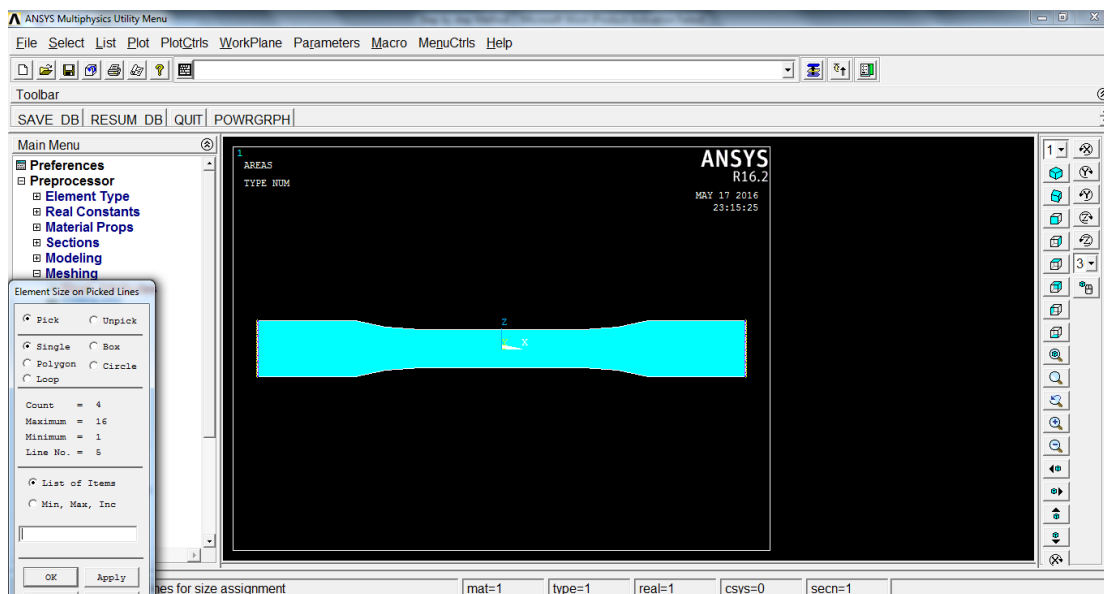 ANSYS Multiphysics Utility Menu
File Select List Plot PlotCtrls WorkPlane Parameters Macro MenuCtrls Help
Toolbar
SAVE_DB RESUM_DB QUIT POWRGRPH
Main Menu
Preferences
Preprocessor
Element Type
Real Constants
Material Props
Sections
Modeling
Meshing
Element Size on Picked Lines
Pick Unpick
Single Box
Polygon Circle
Loop
Count = 4
Maximum = 16
Minimum = 1
Line No. =
List of Items
Min, Max, Inc
OK Apply
1
AREAS
TYPE NUM
ANSYS
R16.2
MAY 17 2016
23:15:25
Z
X
1
3
for size assignment
mat=1 type=1 real=1 csys=0 secn=1